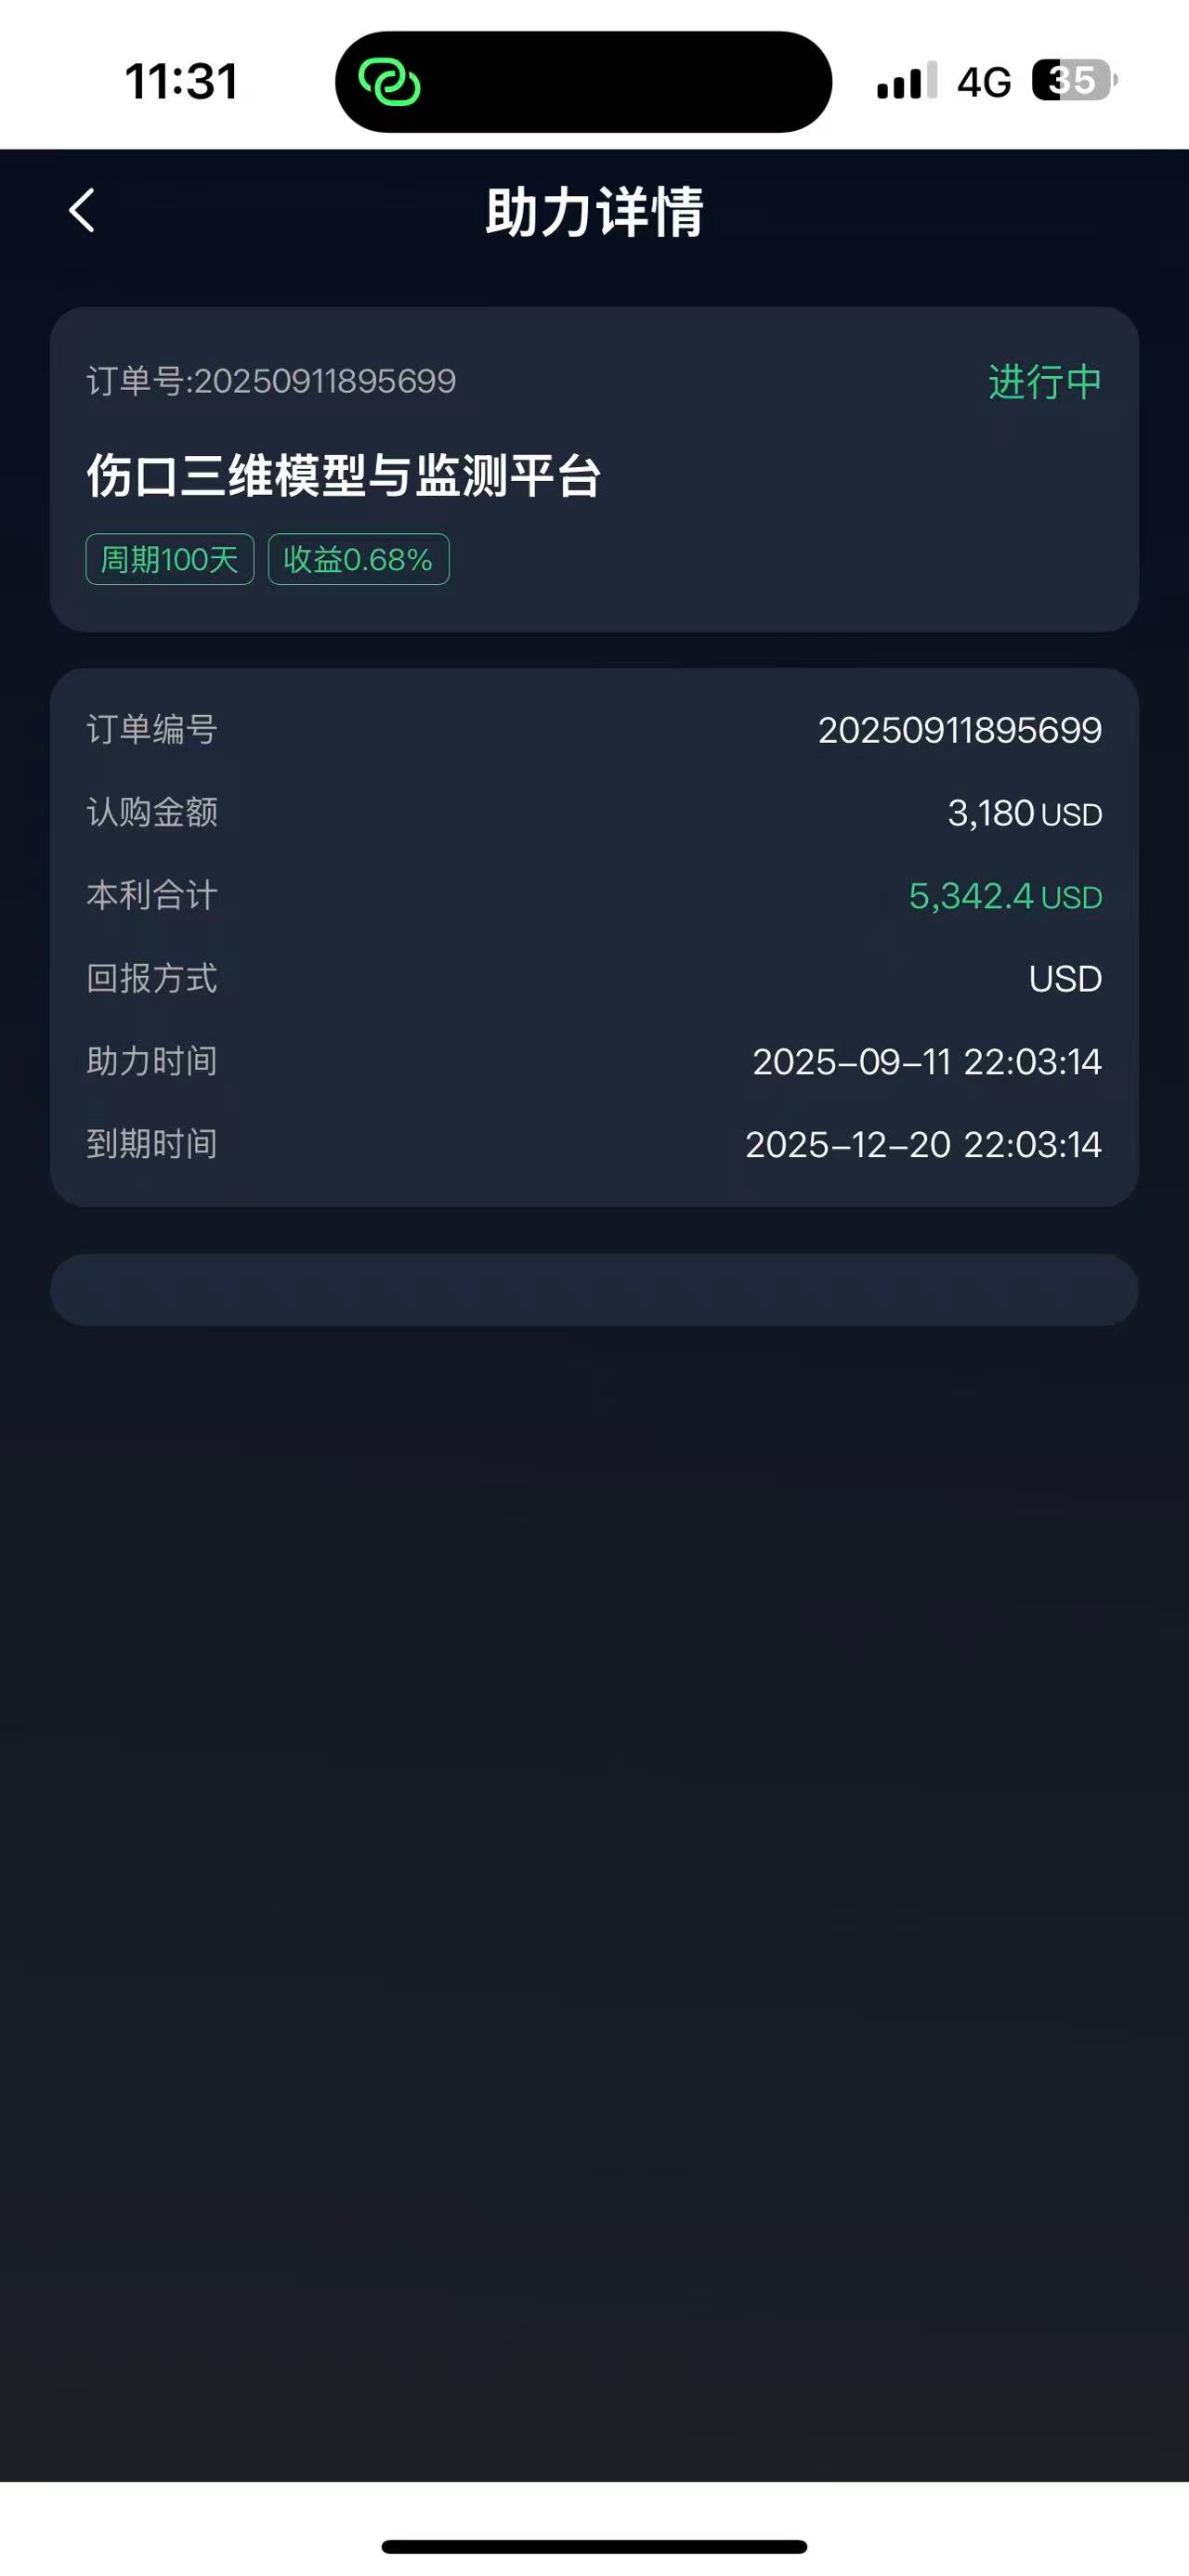 11:31
4G
35
助力详情
订单号:20250911895699
进行中
伤口三维模型与监测平台
周期100天
收益0.68%
订单编号
20250911895699
认购金额
3,180 USD
本利合计
5,342.4 USD
回报方式
USD
助力时间
2025-09-11 22:03:14
到期时间
2025-12-20 22:03:14